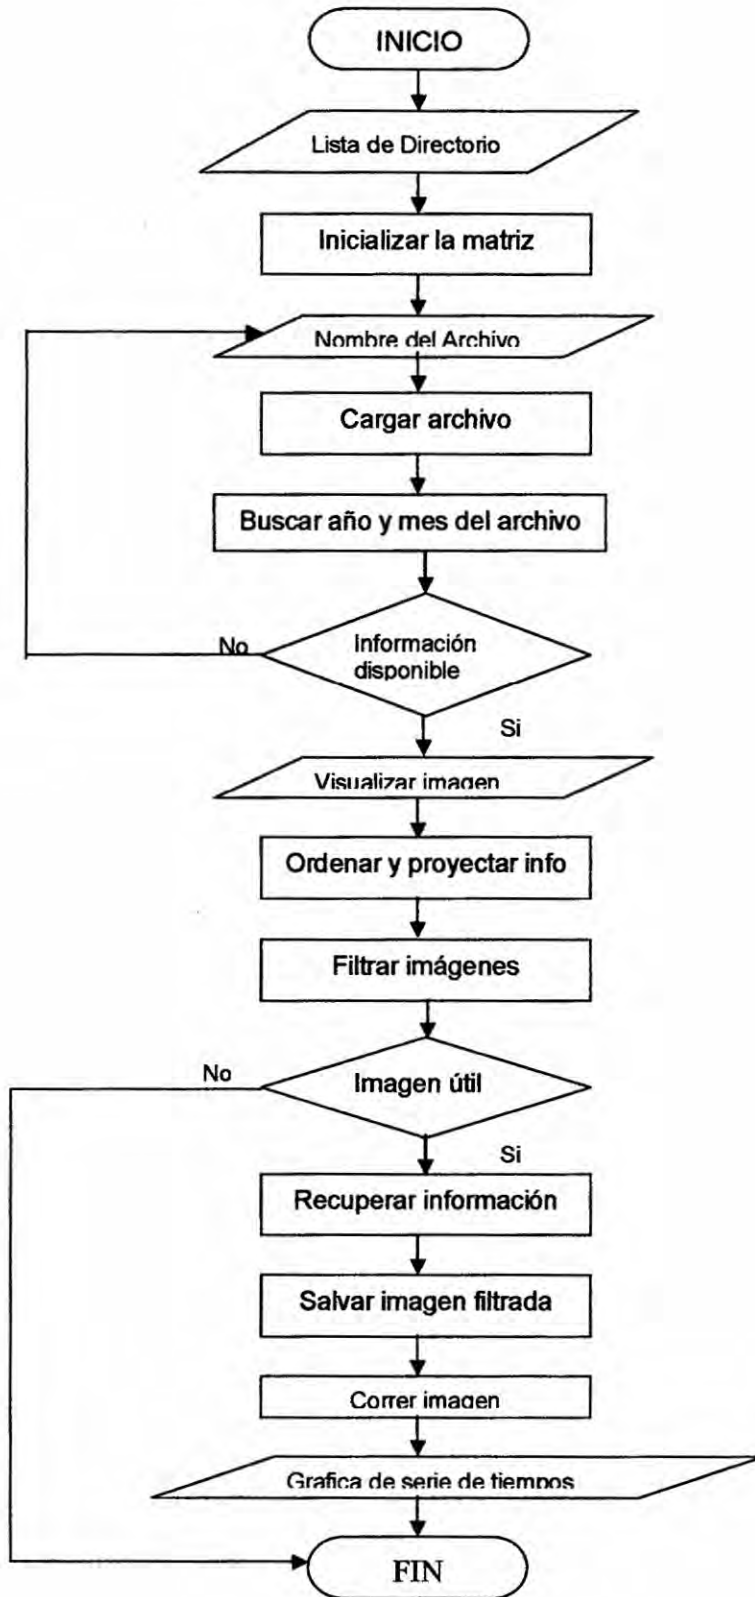 INICIO
Lista de Directorio
Inicializar la matriz
Nombre del Archivo
Cargar archivo
Buscar año y mes del archivo
No
Información
disponible
Si
Visualizar imagen
Ordenar y proyectar info
Filtrar imágenes
No
Imagen útil
Si
Recuperar información
Salvar imagen filtrada
Correr imagen
Grafica de serie de tiempos
FIN